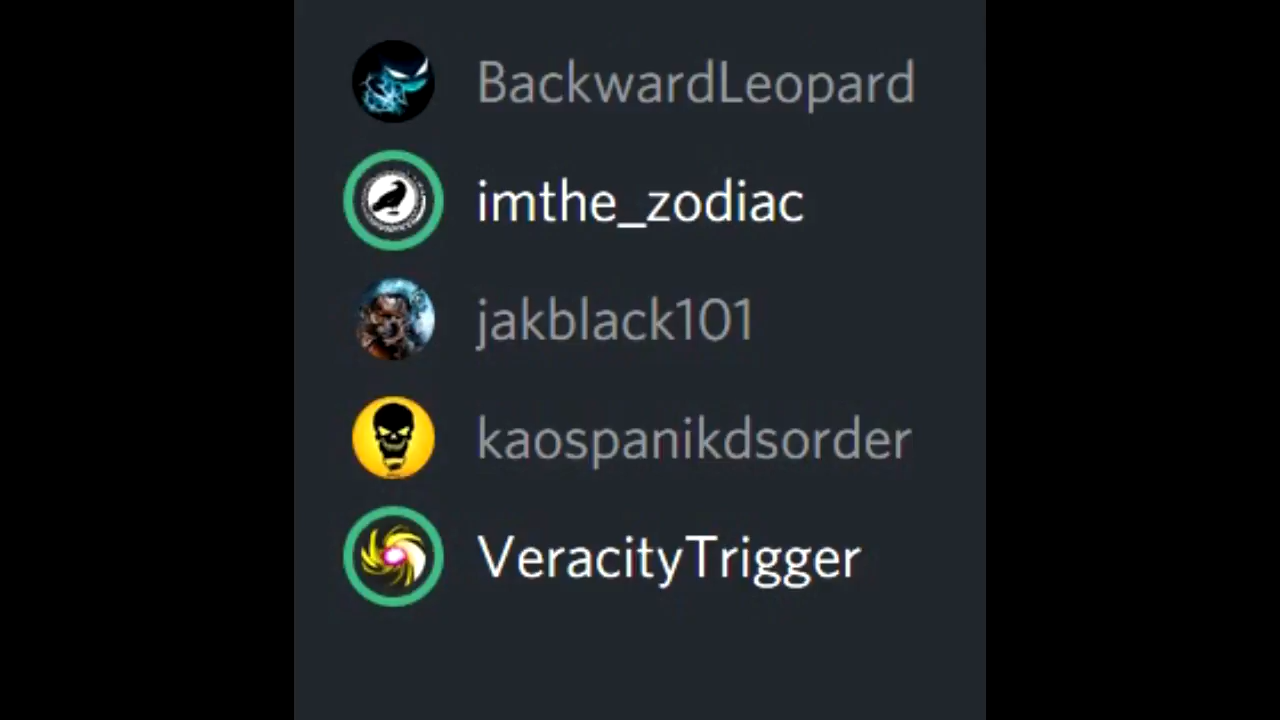 BackwardLeopard
imthe_zodiac
jakblack101
kaospanikdsorder
VeracityTrigger